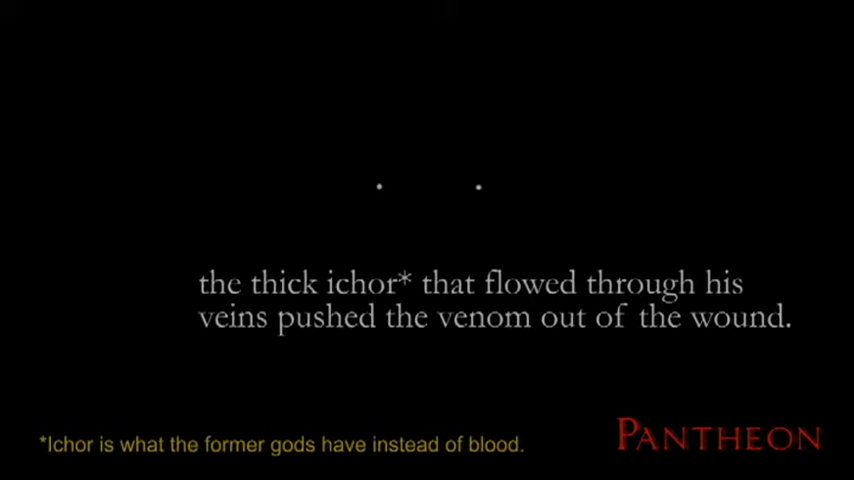 the thick ichor* that flowed through his
veins pushed the venom out of the wound.
*Ichor is what the former gods have instead of blood.
PANTHEON